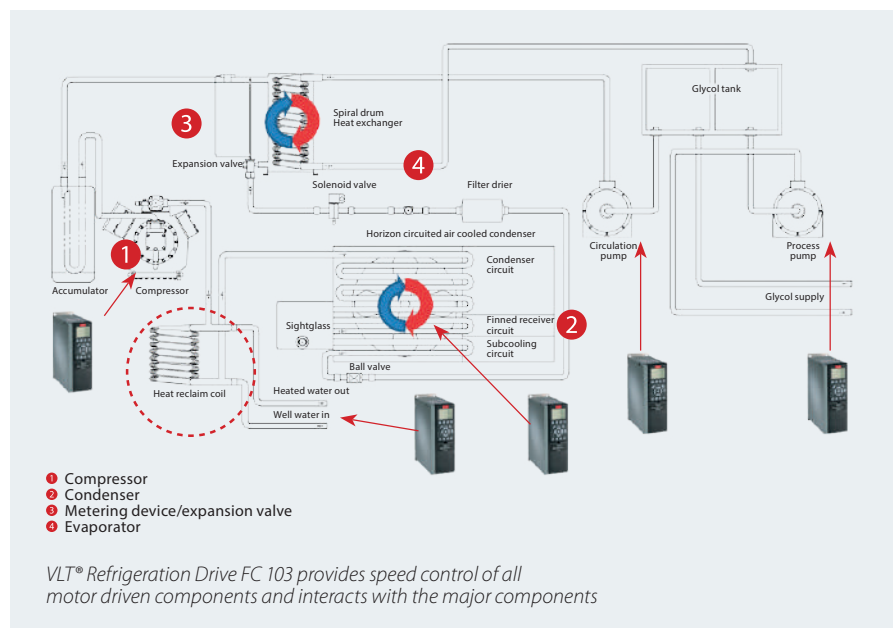 Glycol tank
3
Spiral drum
Heat exchanger
Expansion valve
4
Solenoid valve
Filter drier
Horizon circuited air cooled condenser
Circulation
pump
Process
pump
1
Condenser
circuit
Accumulator
Compressor
Glycol supply
Sightglass
Finned receiver
circuit
2
Subcooling
circuit
Ball valve
Heat reclaim coil
Heated water out
Well water in
1 Compressor
2 Condenser
3 Metering device/expansion valve
4 Evaporator
VLT® Refrigeration Drive FC 103 provides speed control of all
motor driven components and interacts with the major components